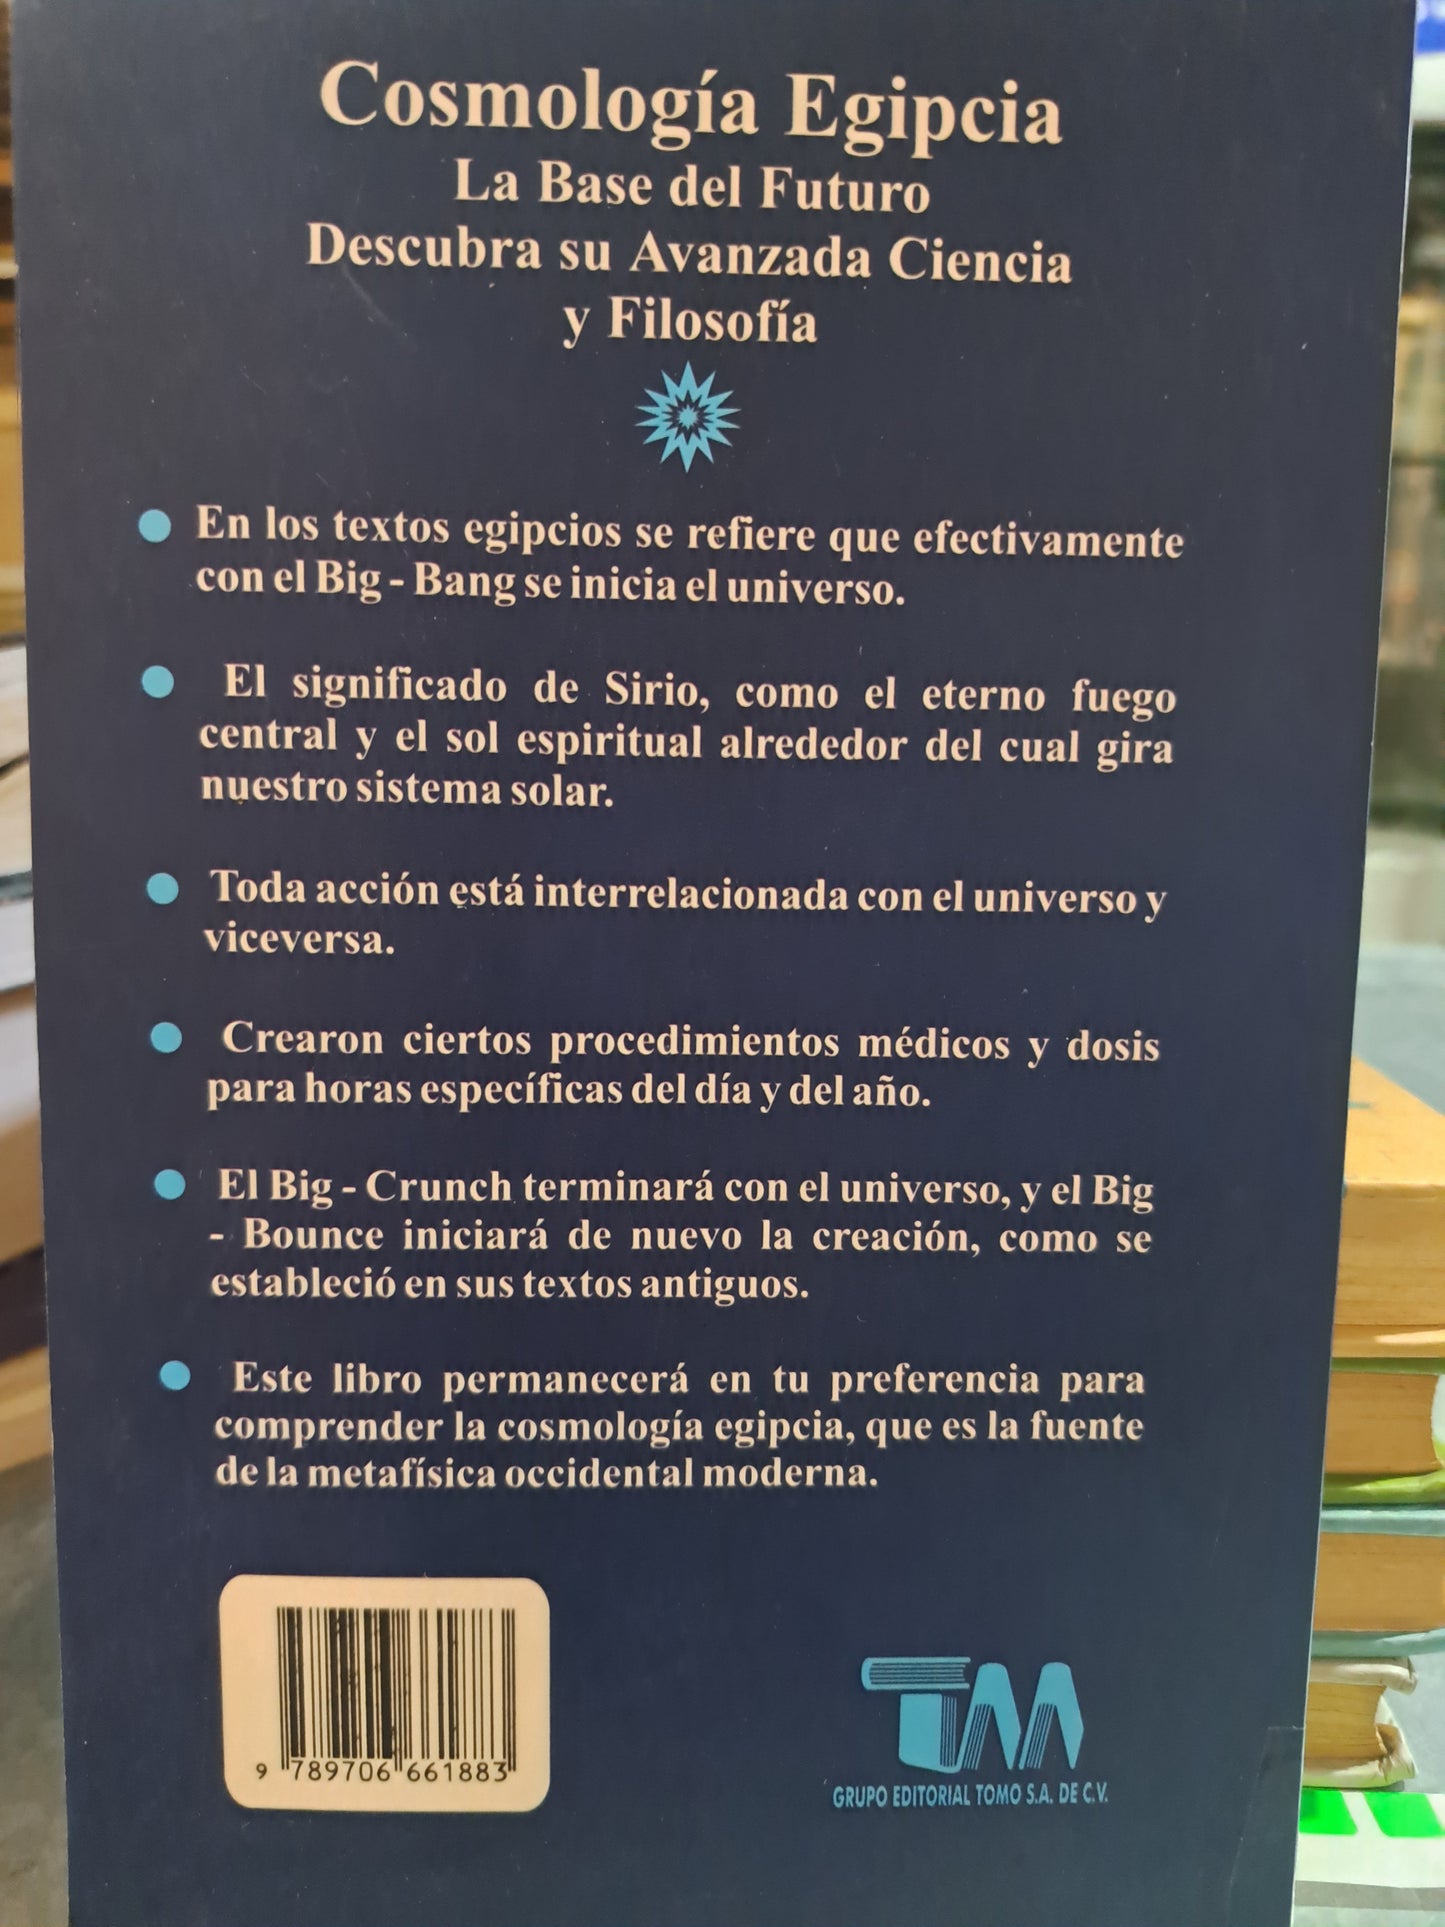 Cosmología Egipcia
La Base del Futuro
Descubra su Avanzada Ciencia
y Filosofía
● En los textos egipcios se refiere que efectivamente
con el Big - Bang se inicia el universo.
● El significado de Sirio, como el eterno fuego
central y el sol espiritual alrededor del cual gira
nuestro sistema solar.
● Toda acción está interrelacionada con el universo y
viceversa.
● Crearon ciertos procedimientos médicos y dosis
para horas específicas del día y del año.
● El Big - Crunch terminará con el universo, y el Big
- Bounce iniciará de nuevo la creación, como se
estableció en sus textos antiguos.
● Este libro permanecerá en tu preferencia para
comprender la cosmología egipcia, que es la fuente
de la metafísica occidental moderna.
9 789706 661883
TM
GRUPO EDITORIAL TOMO S.A. DE C.V.